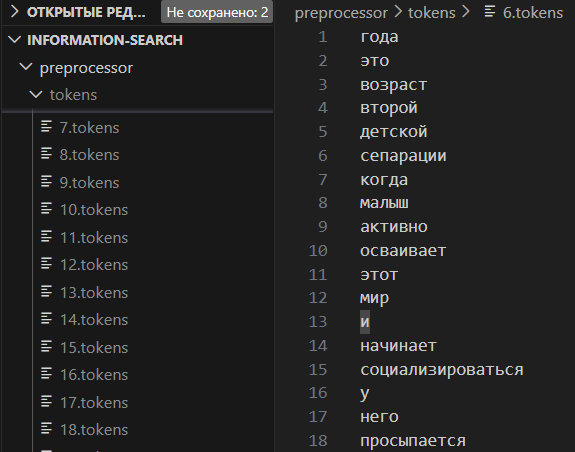 ОТКРЫТЫЕ РЕД... Не сохранено: 2
INFORMATION-SEARCH
preprocessor
tokens
7.tokens
8.tokens
9.tokens
10.tokens
11.tokens
12.tokens
13.tokens
14.tokens
15.tokens
16.tokens
17.tokens
18.tokens
preprocessor > tokens > 6.tokens
1 года
2 это
3 возраст
4 второй
5 детской
6 сепарации
7 когда
8 малыш
9 активно
10 осваивает
11 этот
12 мир
13 и
14 начинает
15 социализироваться
16 у
17 него
18 просыпается